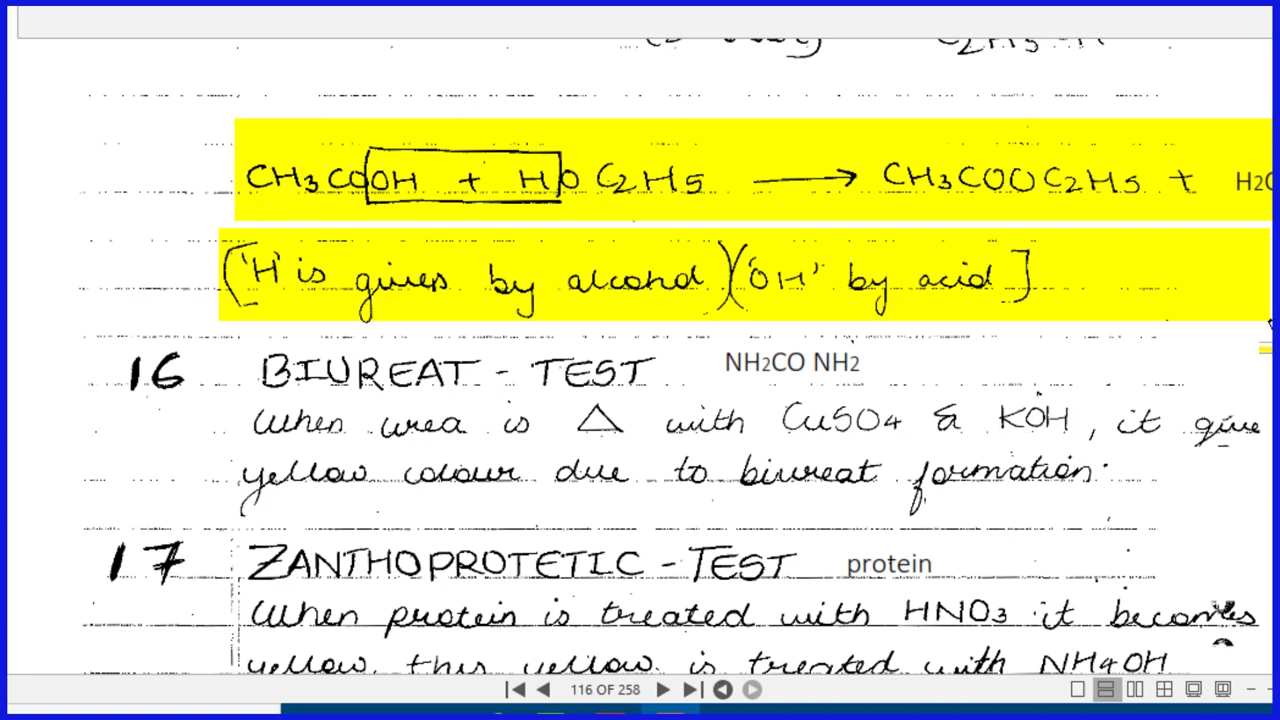 CH3COOH + HO C2H5 ⟶ CH3COOC2H5 + H2O
('H' is given by alcohol) ('OH' by acid]
16 BIUREAT - TEST NH2CO NH2
When urea is △ with CuSO4 & KOH, it give
yellow colour due to biureat formation.
17 ZANTHOPROTETIC - TEST protein
When protein is treated with HNO3 it becomes
yellow, this yellow is treated with NH4OH
116 OF 258